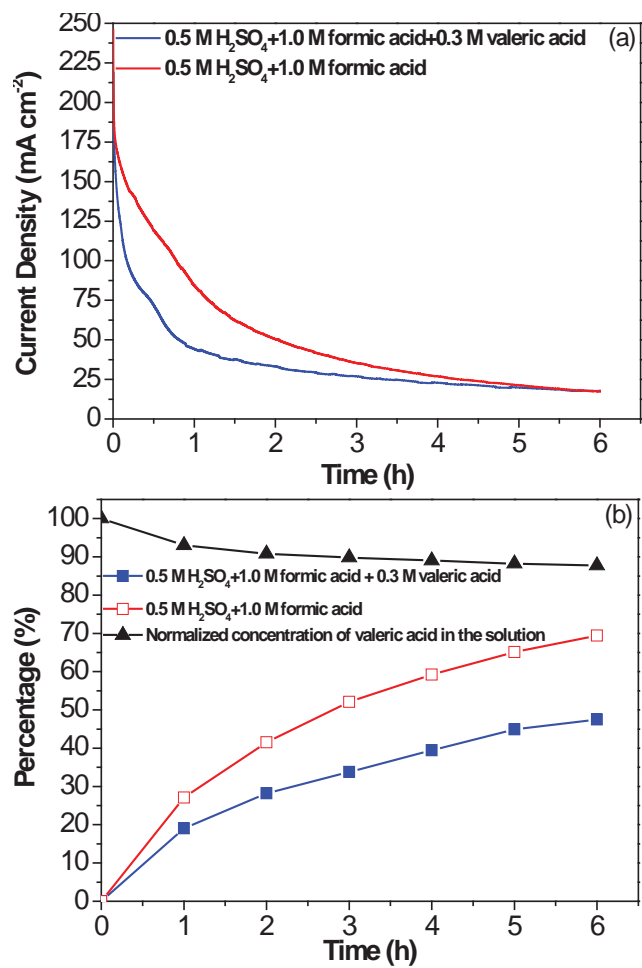 250
225
200
175
150
125
100
75
50
25
0
Current Density (mA cm⁻²)
0.5 M H₂SO₄+1.0 M formic acid+0.3 M valeric acid
0.5 M H₂SO₄+1.0 M formic acid
(a)
0 1 2 3 4 5 6
Time (h)
100
90
80
70
60
50
40
30
20
10
0
Percentage (%)
(b)
0.5 M H₂SO₄+1.0 M formic acid + 0.3 M valeric acid
0.5 M H₂SO₄+1.0 M formic acid
Normalized concentration of valeric acid in the solution
0 1 2 3 4 5 6
Time (h)